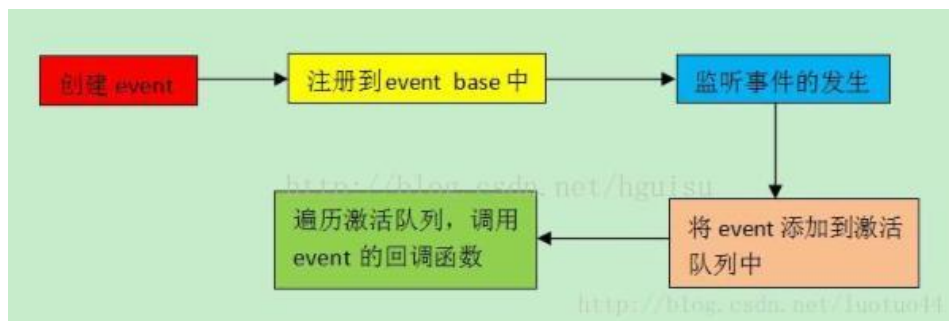 创建 event
注册到event base 中
监听事件的发生
http://blog.csdn.net/hguisu
遍历激活队列，调用
event 的回调函数
将 event 添加到激活
队列中
http://blog.csdn.net/luotuo44